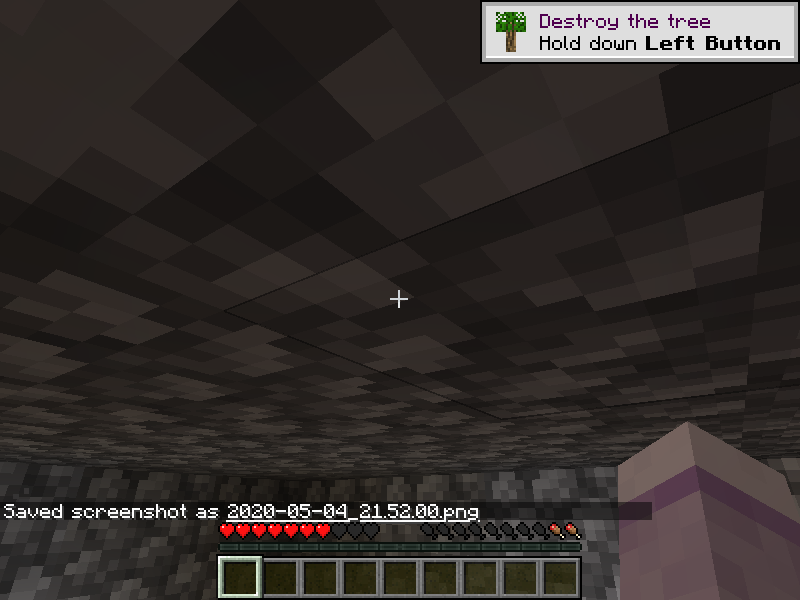 Destroy the tree
Hold down Left Button
Saved screenshot as 2020-05-04_21.52.00.png